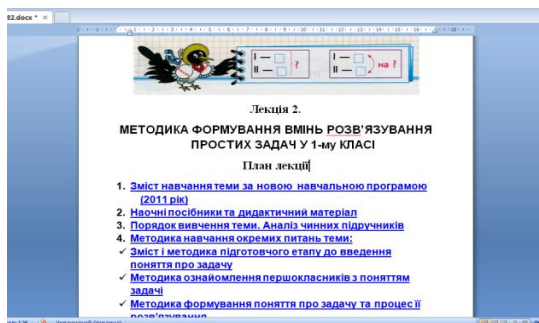 82.docx * ×
I — ?
II —
I — на ?
II —
Лекція 2.
МЕТОДИКА ФОРМУВАННЯ ВМІНЬ РОЗВ'ЯЗУВАННЯ
ПРОСТИХ ЗАДАЧ У 1-му КЛАСІ
План лекції
1. Зміст навчання теми за новою навчальною програмою
(2011 рік)
2. Наочні посібники та дидактичний матеріал
3. Порядок вивчення теми. Аналіз чинних підручників
4. Методика навчання окремих питань теми:
✓ Зміст і методика підготовчого етапу до введення
поняття про задачу
✓ Методика ознайомлення першокласників з поняттям
задачі
✓ Методика формування поняття про задачу та процес її
розв'язування